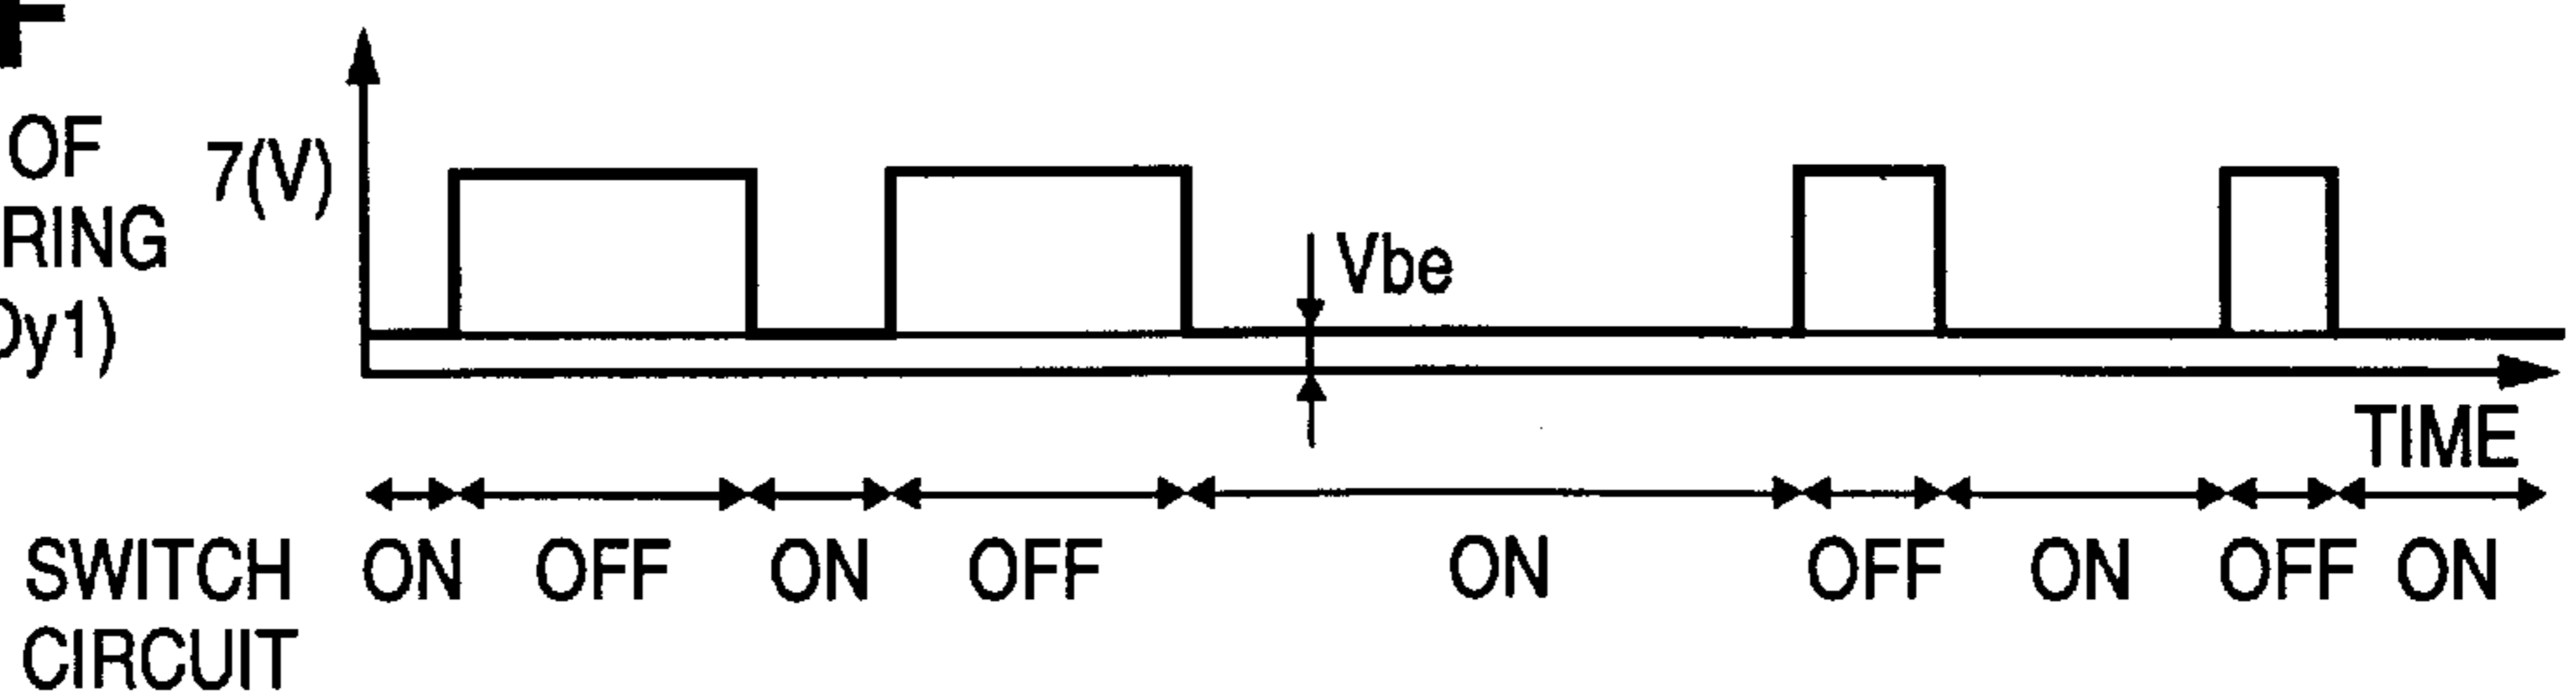 F
OF
RING
Dy1)
7(V)
Vbe
TIME
SWITCH CIRCUIT
ON OFF ON OFF ON OFF ON OFF ON